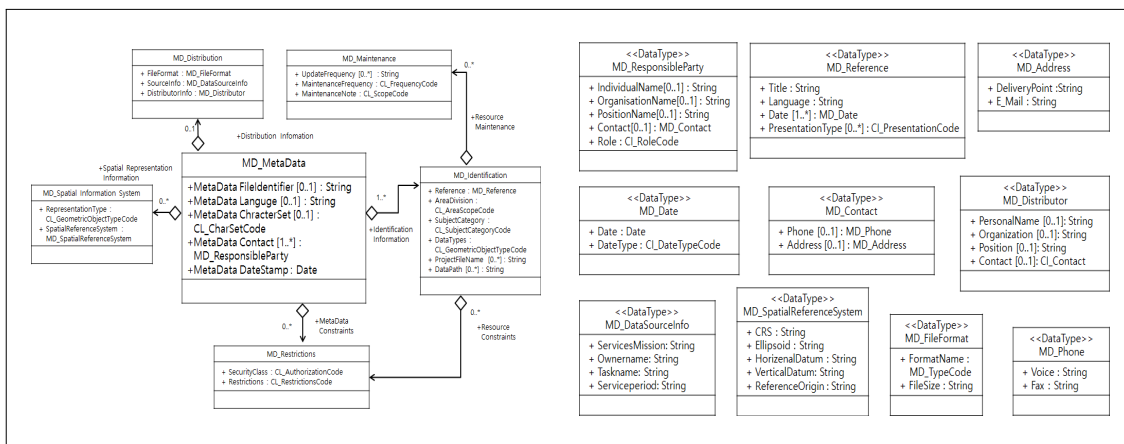 MD_Distribution
+ FileFormat : MD_FileFormat
+ SourceInfo : MD_DataSourceInfo
+ DistributorInfo : MD_Distributor
0..1
+Distribution Infomation
MD_Maintenance
+ UpdateFrequency [0..*] : String
+ MaintenanceFrequency : CL_FrequencyCode
+ MaintenanceNote : CL_ScopeCode
0..*
+Resource
Maintenance
+Spatial Representation
Information
MD_Spatial Information System
+ RepresentationType :
CL_GeometricObjectTypeCode
+ SpatialReferenceSystem :
MD_SpatialReferenceSystem
0..*
MD_MetaData
+MetaData FileIdentifier [0..1] : String
+MetaData Languge [0..1] : String
+MetaData ChracterSet [0..1] :
CL_CharSetCode
+MetaData Contact [1..*] :
MD_ResponsibleParty
+MetaData DateStamp : Date
1..*
+Identification
Information
MD_Identification
+ Reference : MD_Reference
+ AreaDivision :
CL_AreaScopeCode
+ SubjectCategory :
CL_SubjectCategoryCode
+ DataTypes :
CL_GeometricObjectTypeCode
+ ProjectFileName [0..*] : String
+ DataPath [0..*] : String
0..*
+MetaData
Constraints
0..*
+Resource
Constraints
MD_Restrictions
+ SecurityClass : CL_AuthorizationCode
+ Restrictions : CL_RestrictionsCode
<<DataType>>
MD_ResponsibleParty
+ IndividualName[0..1] : String
+ OrganisationName[0..1] : String
+ PositionName[0..1] : String
+ Contact[0..1] : MD_Contact
+ Role : CI_RoleCode
<<DataType>>
MD_Reference
+ Title : String
+ Language : String
+ Date [1..*] : MD_Date
+ PresentationType [0..*] : CI_PresentationCode
<<DataType>>
MD_Address
+ DeliveryPoint :String
+ E_Mail : String
<<DataType>>
MD_Date
+ Date : Date
+ DateType : CI_DateTypeCode
<<DataType>>
MD_Contact
+ Phone [0..1] : MD_Phone
+ Address [0..1] : MD_Address
<<DataType>>
MD_Distributor
+ PersonalName [0..1] : String
+ Organization [0..1] : String
+ Position [0..1]: String
+ Contact [0..1]: CI_Contact
<<DataType>>
MD_DataSourceInfo
+ ServicesMission: String
+ Ownername: String
+ Taskname: String
+ Serviceperiod: String
<<DataType>>
MD_SpatialReferenceSystem
+ CRS : String
+ Ellipsoid : String
+ HorizenalDatum : String
+ VerticalDatum : String
+ ReferenceOrigin : String
<<DataType>>
MD_FileFormat
+ FormatName :
MD_TypeCode
+ FileSize : String
<<DataType>>
MD_Phone
+ Voice : String
+ Fax : String